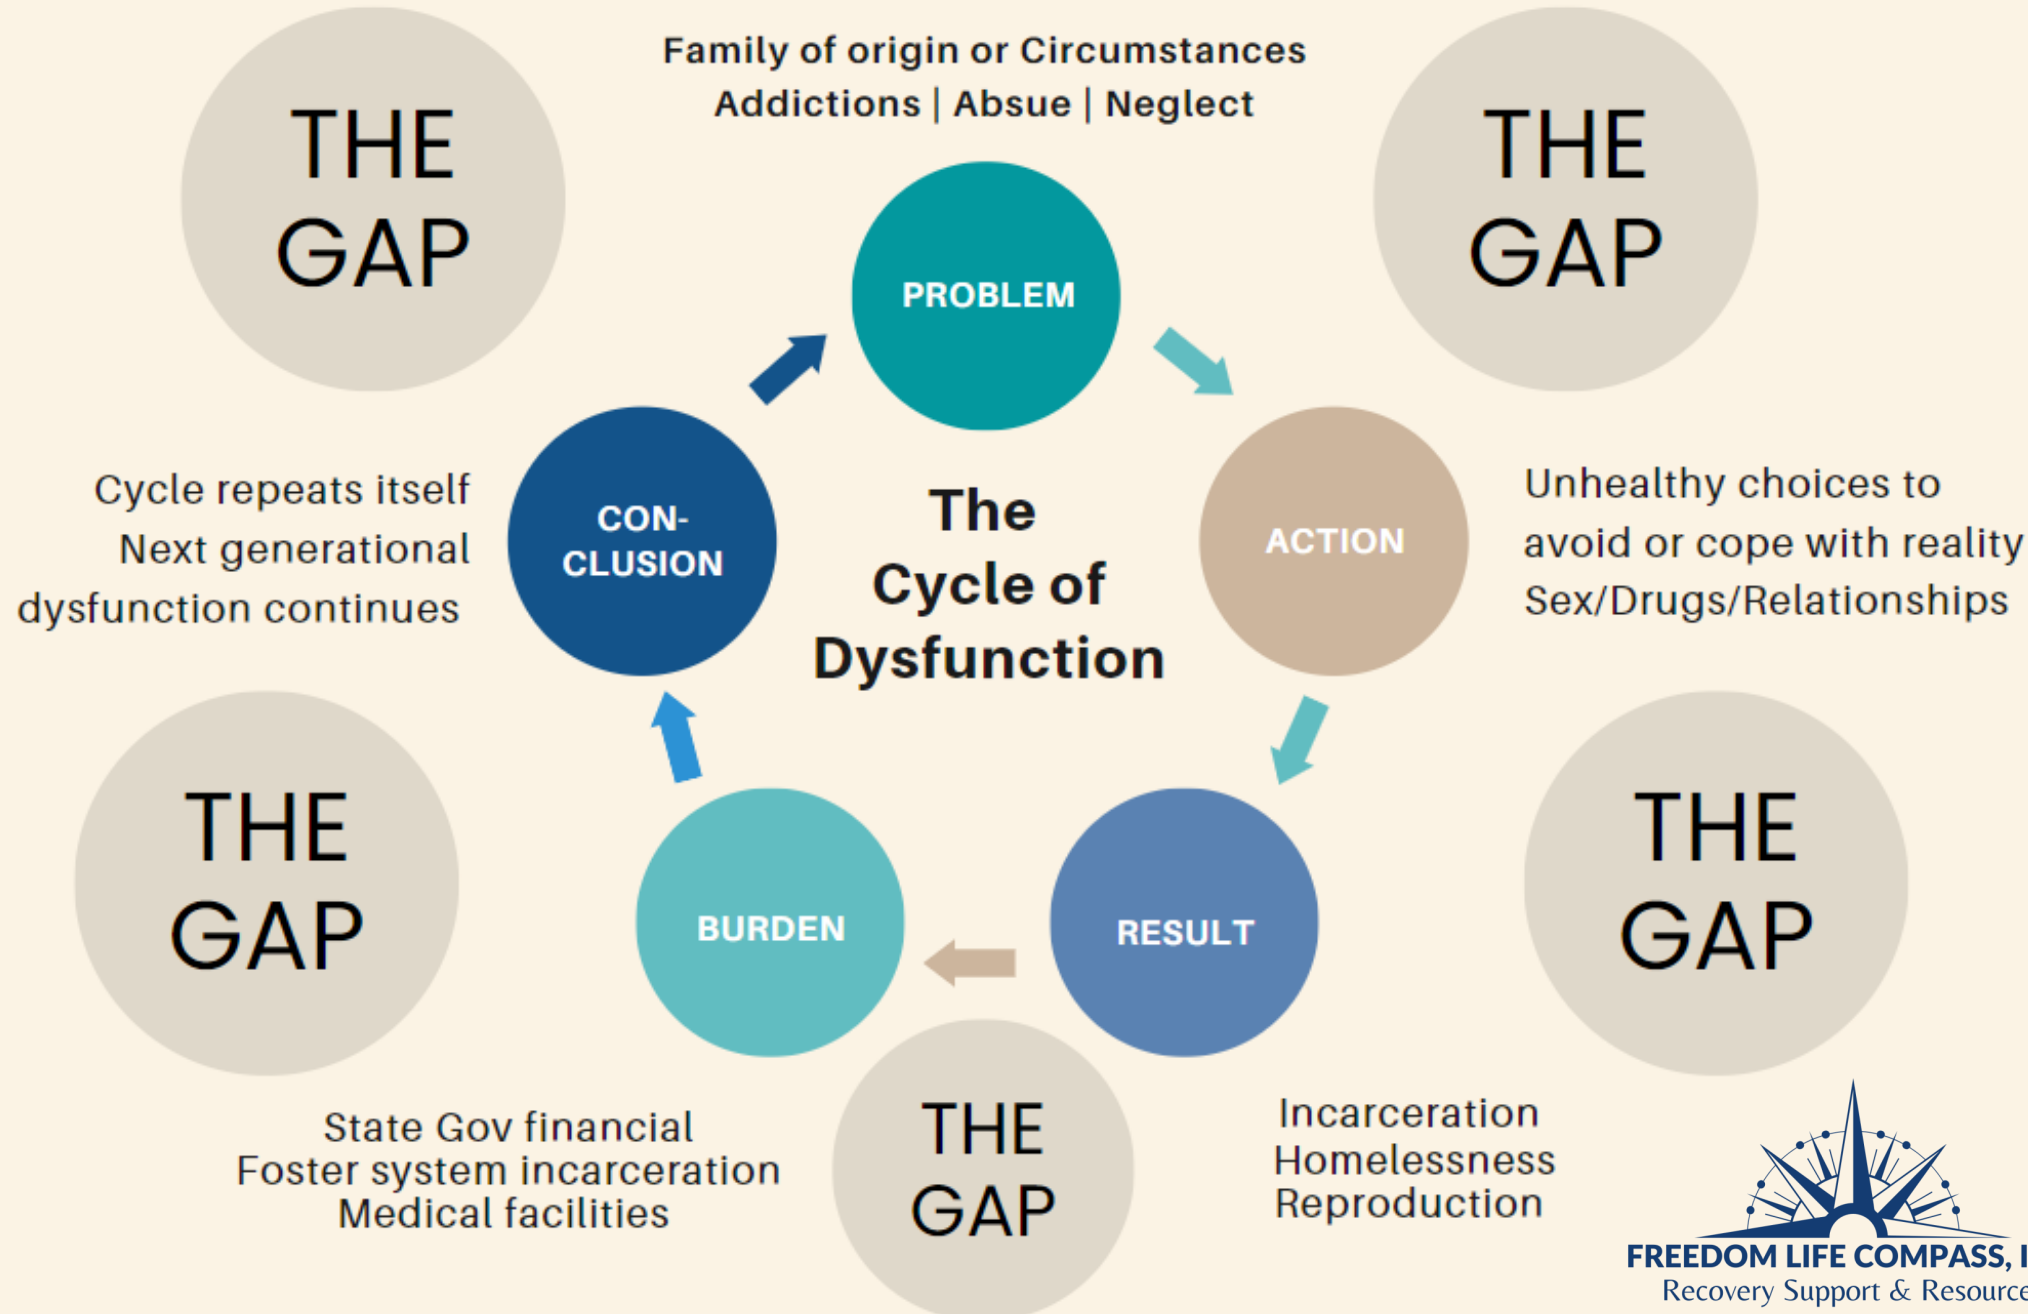 Family of origin or Circumstances
Addictions | Absue | Neglect
THE
GAP
THE
GAP
PROBLEM
The
Cycle of
Dysfunction
ACTION
Unhealthy choices to
avoid or cope with reality
Sex/Drugs/Relationships
THE
GAP
RESULT
Incarceration
Homelessness
Reproduction
THE
GAP
BURDEN
State Gov financial
Foster system incarceration
Medical facilities
THE
GAP
CON-
CLUSION
Cycle repeats itself
Next generational
dysfunction continues
FREEDOM LIFE COMPASS,
Recovery Support &